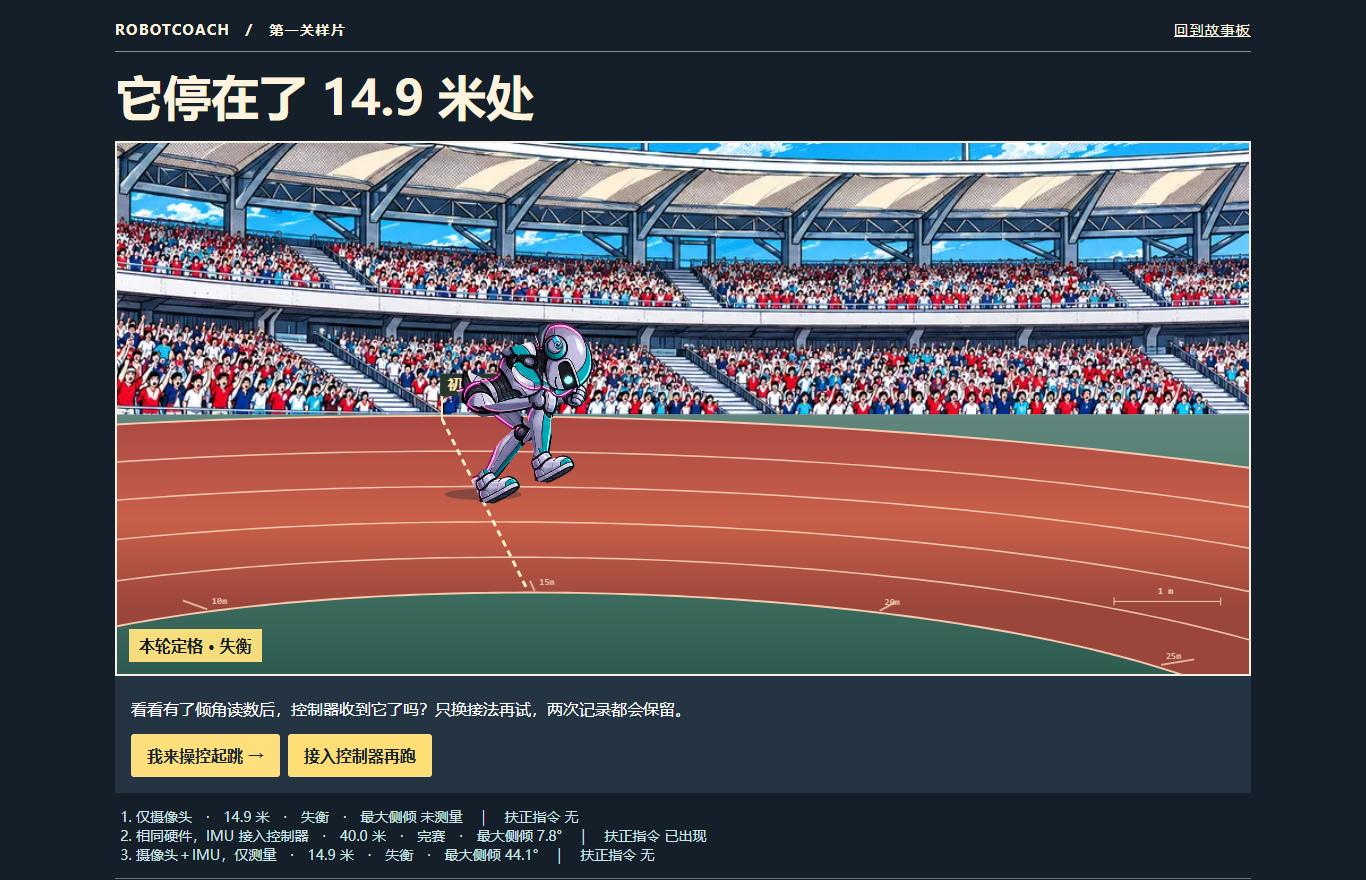 ROBOTCOACH / 第一关样片
回到故事板
它停在了 14.9 米处
初
15m
10m
20m
1 m
25m
本轮定格 • 失衡
看看有了倾角读数后，控制器收到它了吗？只换接法再试，两次记录都会保留。
我来操控起跳 →
接入控制器再跑
1. 仅摄像头 · 14.9 米 · 失衡 · 最大侧倾 未测量 | 扶正指令 无
2. 相同硬件，IMU 接入控制器 · 40.0 米 · 完赛 · 最大侧倾 7.8° | 扶正指令 已出现
3. 摄像头＋IMU，仅测量 · 14.9 米 · 失衡 · 最大侧倾 44.1° | 扶正指令 无